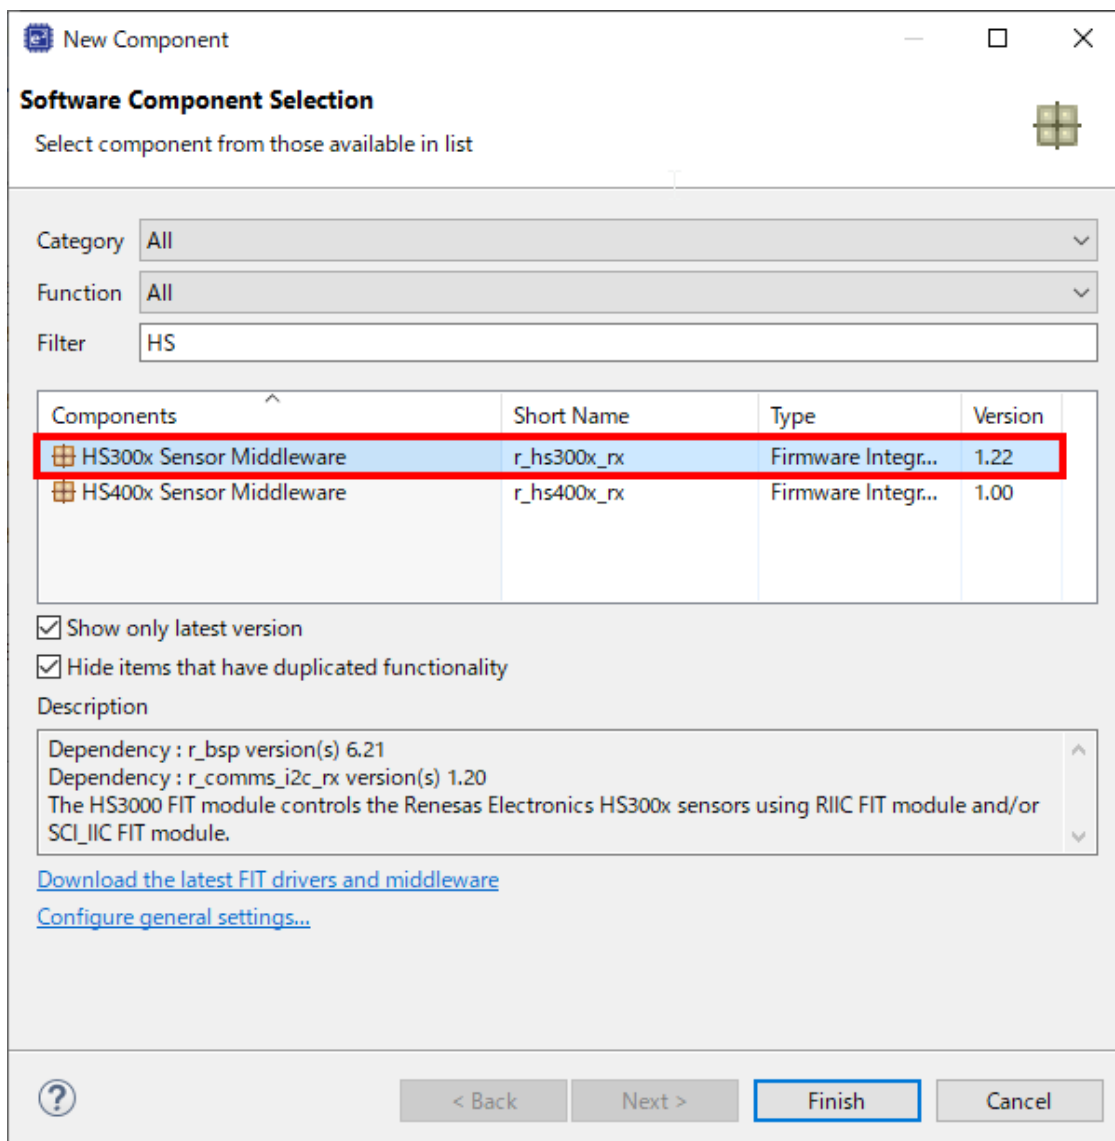 New Component
Software Component Selection
Select component from those available in list
Category All
Function All
Filter HS
Components Short Name Type Version
HS300x Sensor Middleware r_hs300x_rx Firmware Integr... 1.22
HS400x Sensor Middleware r_hs400x_rx Firmware Integr... 1.00
Show only latest version
Hide items that have duplicated functionality
Description
Dependency : r_bsp version(s) 6.21
Dependency : r_comms_i2c_rx version(s) 1.20
The HS3000 FIT module controls the Renesas Electronics HS300x sensors using RIIC FIT module and/or
SCI_IIC FIT module.
Download the latest FIT drivers and middleware
Configure general settings...
? < Back Next > Finish Cancel